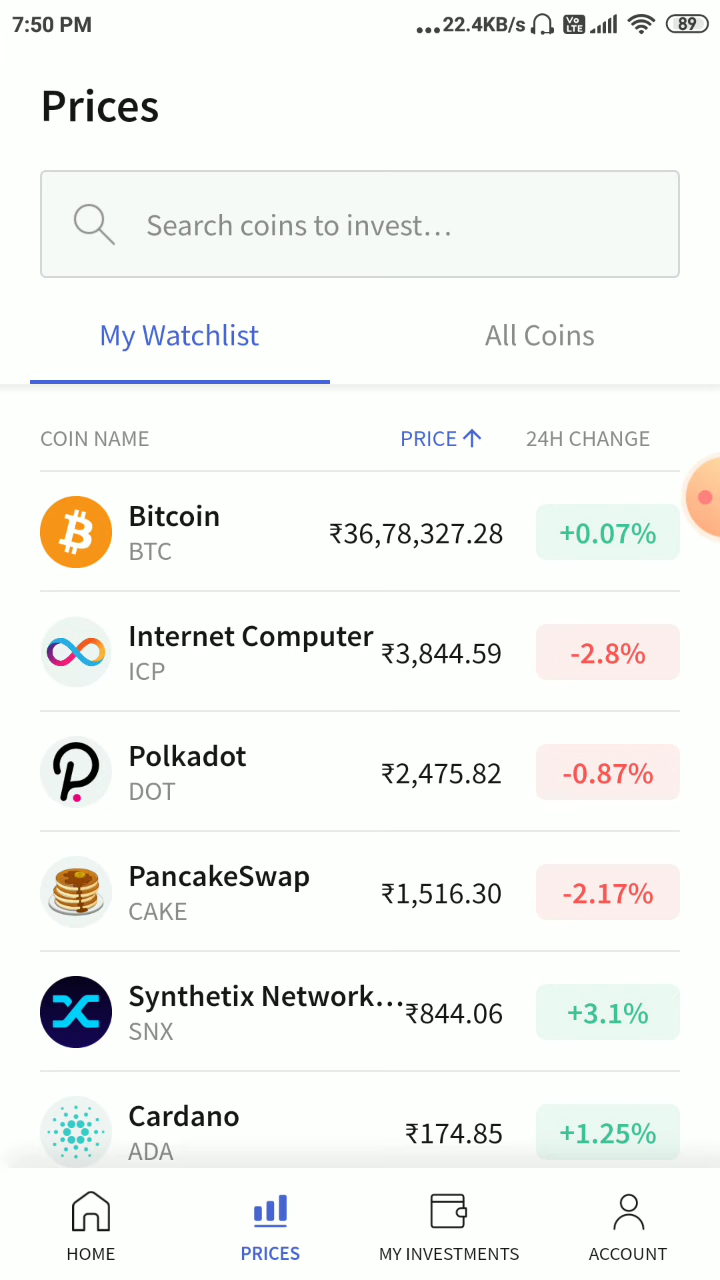 7:50 PM ...22.4KB/s Vo LTE 89
Prices
Search coins to invest...
My Watchlist All Coins
COIN NAME PRICE ↑ 24H CHANGE
Bitcoin
BTC
₹36,78,327.28 +0.07%
Internet Computer
ICP
₹3,844.59 -2.8%
Polkadot
DOT
₹2,475.82 -0.87%
PancakeSwap
CAKE
₹1,516.30 -2.17%
Synthetix Network...
SNX
₹844.06 +3.1%
Cardano
ADA
₹174.85 +1.25%
HOME PRICES MY INVESTMENTS ACCOUNT